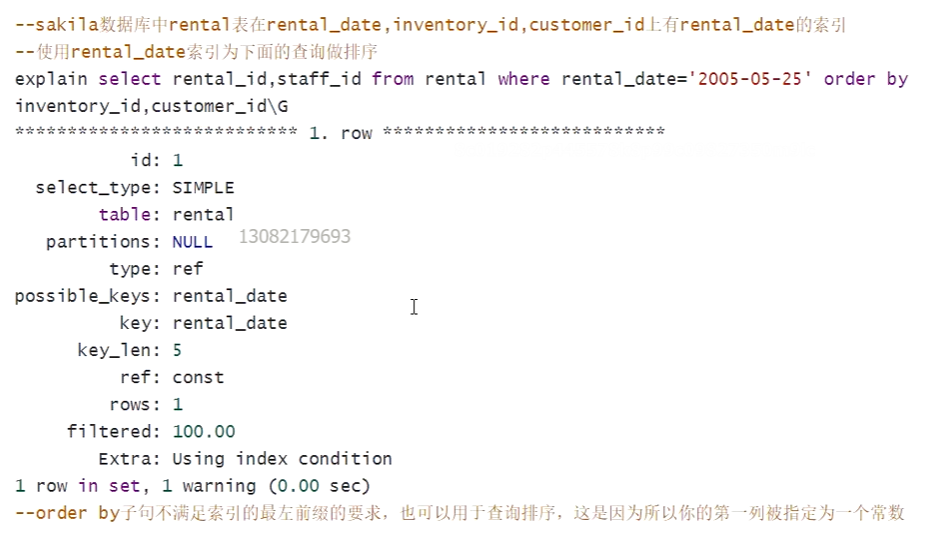 --sakila数据库中rental表在rental_date,inventory_id,customer_id上有rental_date的索引
--使用rental_date索引为下面的查询做排序
explain select rental_id,staff_id from rental where rental_date='2005-05-25' order by
inventory_id,customer_id\G
*************************** 1. row ***************************
id: 1
select_type: SIMPLE
table: rental
partitions: NULL
13082179693
type: ref
possible_keys: rental_date
key: rental_date
key_len: 5
ref: const
rows: 1
filtered: 100.00
Extra: Using index condition
1 row in set, 1 warning (0.00 sec)
--order by子句不满足索引的最左前缀的要求，也可以用于查询排序，这是因为所以你的第一列被指定为一个常数